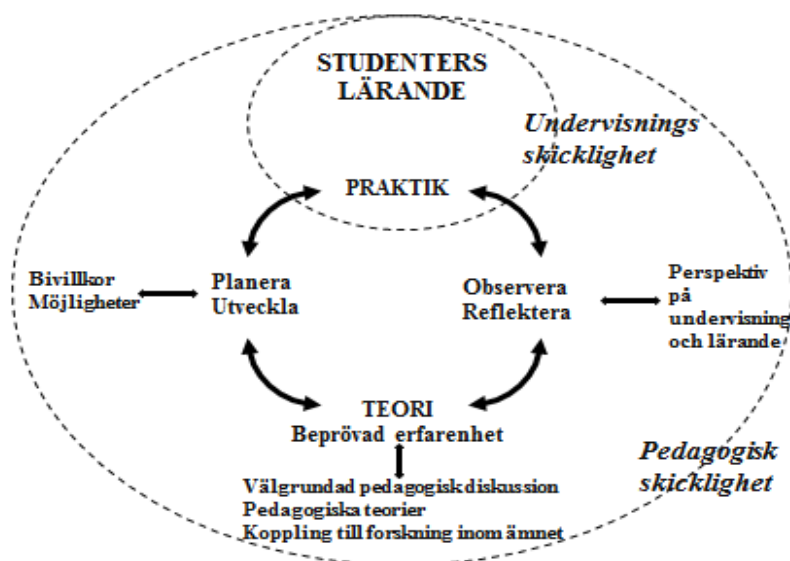 STUDENTERS
LÄRANDE
Undervisnings
skicklighet
PRAKTIK
Bivillkor
Möjligheter
Planera
Utveckla
Observera
Reflektera
Perspektiv
på
undervisning
och lärande
TEORI
Beprövad erfarenhet
Välgrundad pedagogisk diskussion
Pedagogiska teorier
Koppling till forskning inom ämnet
Pedagogisk
skicklighet